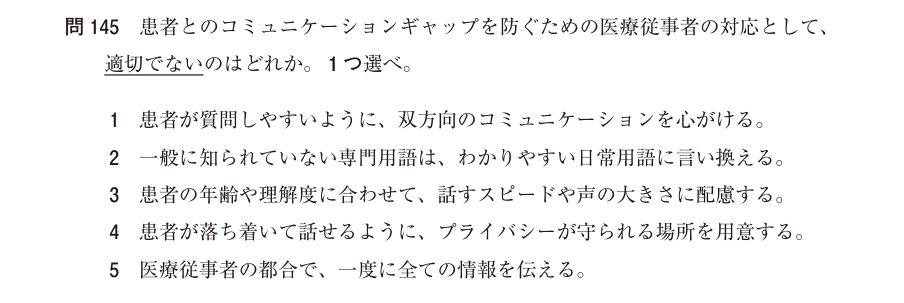 問 145　患者とのコミュニケーションギャップを防ぐための医療従事者の対応として、
適切でないのはどれか。1つ選べ。
1　患者が質問しやすいように、双方向のコミュニケーションを心がける。
2　一般に知られていない専門用語は、わかりやすい日常用語に言い換える。
3　患者の年齢や理解度に合わせて、話すスピードや声の大きさに配慮する。
4　患者が落ち着いて話せるように、プライバシーが守られる場所を用意する。
5　医療従事者の都合で、一度に全ての情報を伝える。